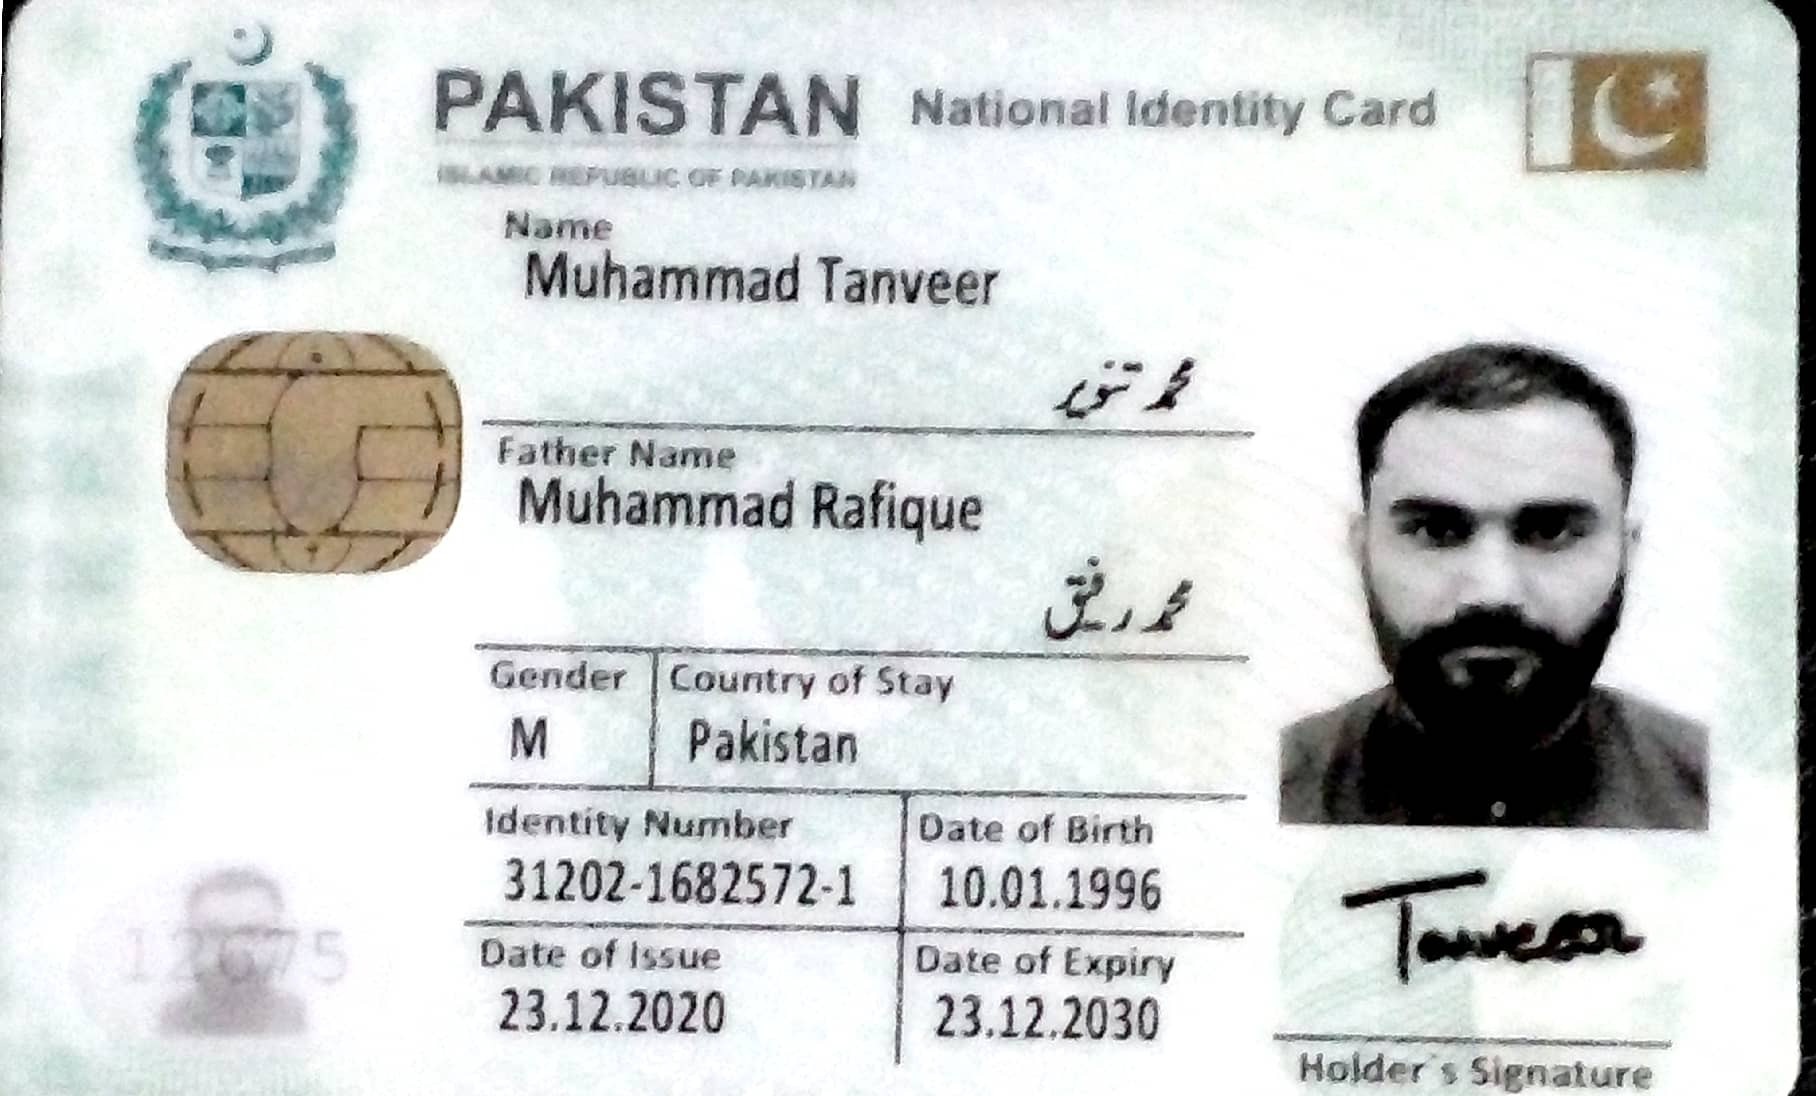 PAKISTAN National Identity Card
ISLAMIC REPUBLIC OF PAKISTAN
Name
Muhammad Tanveer
محمد تنویر
Father Name
Muhammad Rafique
محمد رفیق
Gender Country of Stay
M Pakistan
Identity Number Date of Birth
31202-1682572-1 10.01.1996
Date of Issue Date of Expiry
23.12.2020 23.12.2030
Tanveer
Holder's Signature